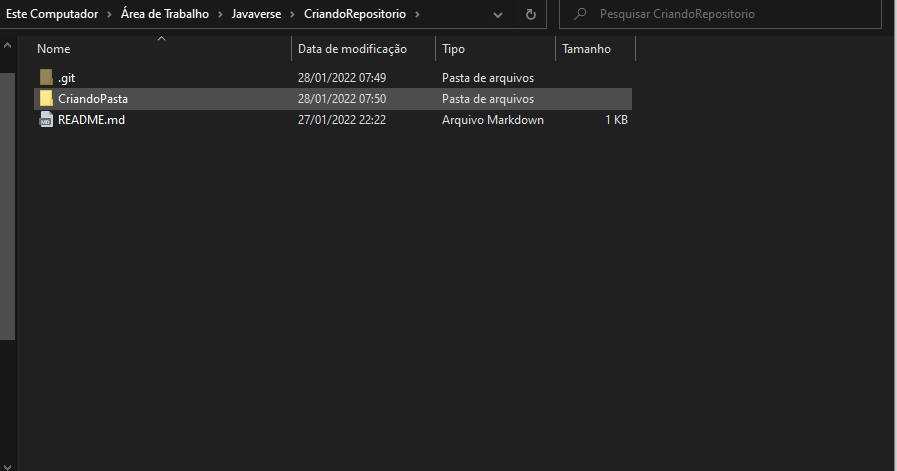 Este Computador > Área de Trabalho > Javaverse > CriandoRepositorio >
Pesquisar CriandoRepositorio
Nome Data de modificação Tipo Tamanho
.git 28/01/2022 07:49 Pasta de arquivos
CriandoPasta 28/01/2022 07:50 Pasta de arquivos
README.md 27/01/2022 22:22 Arquivo Markdown 1 KB